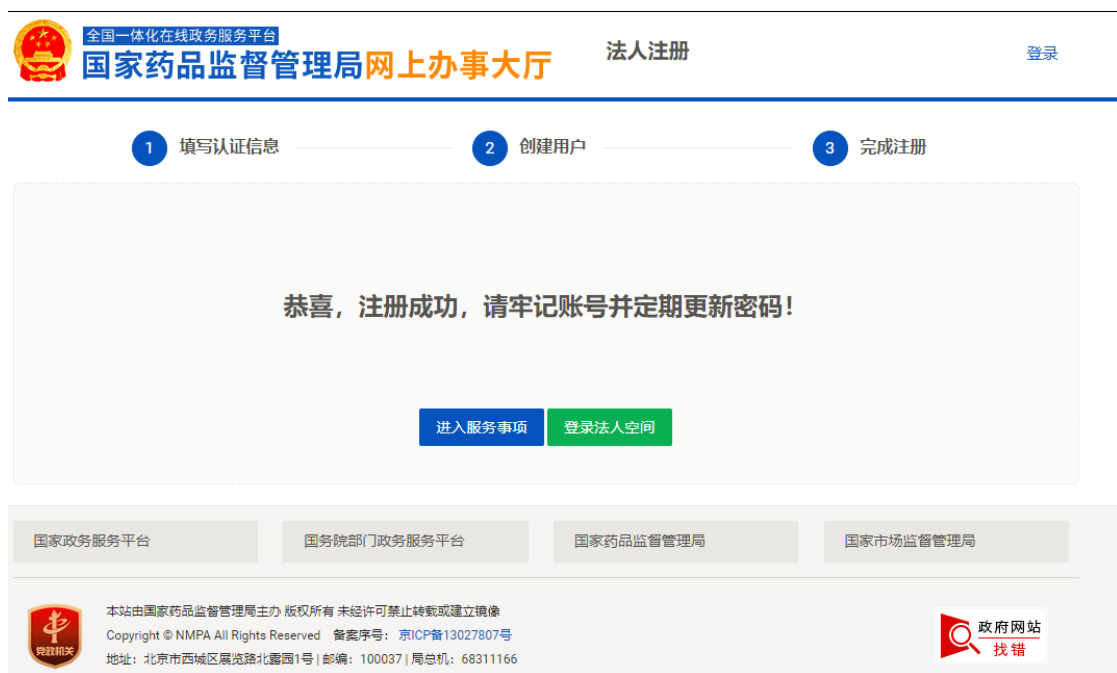 全国一体化在线政务服务平台
国家药品监督管理局网上办事大厅
法人注册
登录
1 填写认证信息
2 创建用户
3 完成注册
恭喜，注册成功，请牢记账号并定期更新密码！
进入服务事项
登录法人空间
国家政务服务平台
国务院部门政务服务平台
国家药品监督管理局
国家市场监督管理局
本站由国家药品监督管理局主办 版权所有 未经许可禁止转载或建立镜像
Copyright © NMPA All Rights Reserved 备案序号：京ICP备13027807号
地址：北京市西城区展览路北露园1号 | 邮编：100037 | 局总机：68311166
党政机关
政府网站
找错